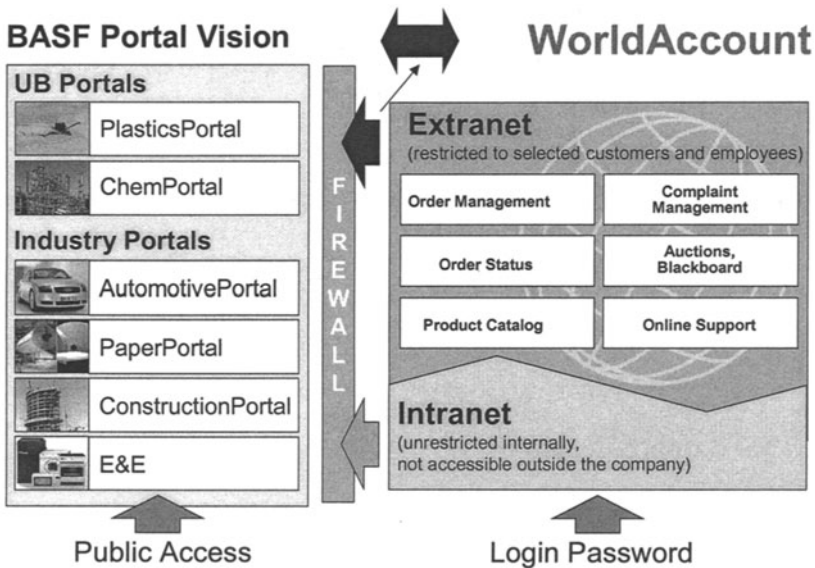 BASF Portal Vision
WorldAccount
UB Portals
PlasticsPortal
ChemPortal
Industry Portals
AutomotivePortal
PaperPortal
ConstructionPortal
E&E
Public Access
FIREWALL
Extranet
(restricted to selected customers and employees)
Order Management
Complaint
Management
Order Status
Auctions,
Blackboard
Product Catalog
Online Support
Intranet
(unrestricted internally,
not accessible outside the company)
Login Password